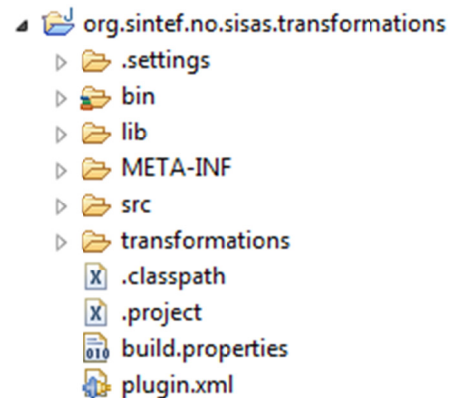 org.sintef.no.sisas.transformations
.settings
bin
lib
META-INF
src
transformations
.classpath
.project
build.properties
plugin.xml